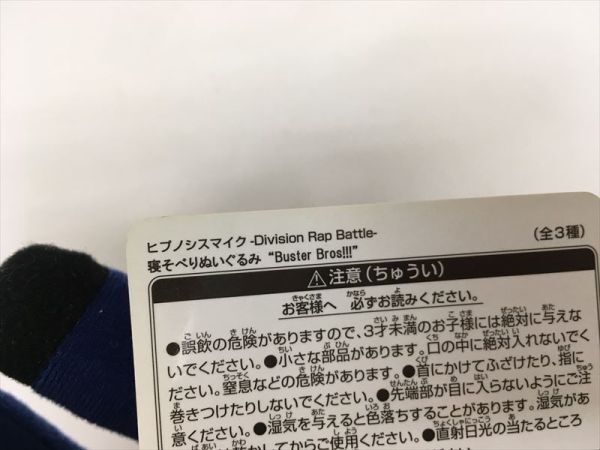 ヒプノシスマイク-Division Rap Battle-
寝そべりぬいぐるみ “Buster Bros!!!” (全3種)
⚠注意(ちゅうい)
お客様へ 必ずお読みください。
●誤飲の危険がありますので、3才未満のお子様には絶対に与えな
いでください。●小さな部品があります。口の中に絶対入れないでく
ださい。窒息などの危険があります。●首にかけてふざけたり、指に
巻きつけたりしないでください。●先端部が目に入らないようにご注
意ください。●湿気を与えると色落ちすることがあります。湿気があ
かしてからご使用ください。●直射日光の当たるところ